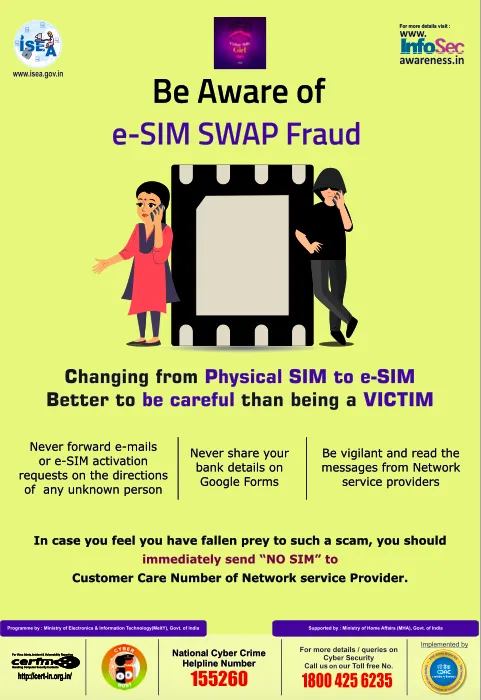 ISEA
www.isea.gov.in
For more details visit :
www.
InfoSec
awareness.in
Be Aware of
e-SIM SWAP Fraud
Changing from Physical SIM to e-SIM
Better to be careful than being a VICTIM
Never forward e-mails
or e-SIM activation
requests on the directions
of any unknown person
Never share your
bank details on
Google Forms
Be vigilant and read the
messages from Network
service providers
In case you feel you have fallen prey to such a scam, you should
immediately send “NO SIM” to
Customer Care Number of Network service Provider.
Programme by : Ministry of Electronics & Information Technology(MeitY), Govt. of India
Supported by : Ministry of Home Affairs (MHA), Govt. of India
http://cert-in.org.in/
CYBER
National Cyber Crime
Helpline Number
155260
For more details / queries on
Cyber Security
Call us on our Toll free No.
1800 425 6235
Implemented by
CDAC